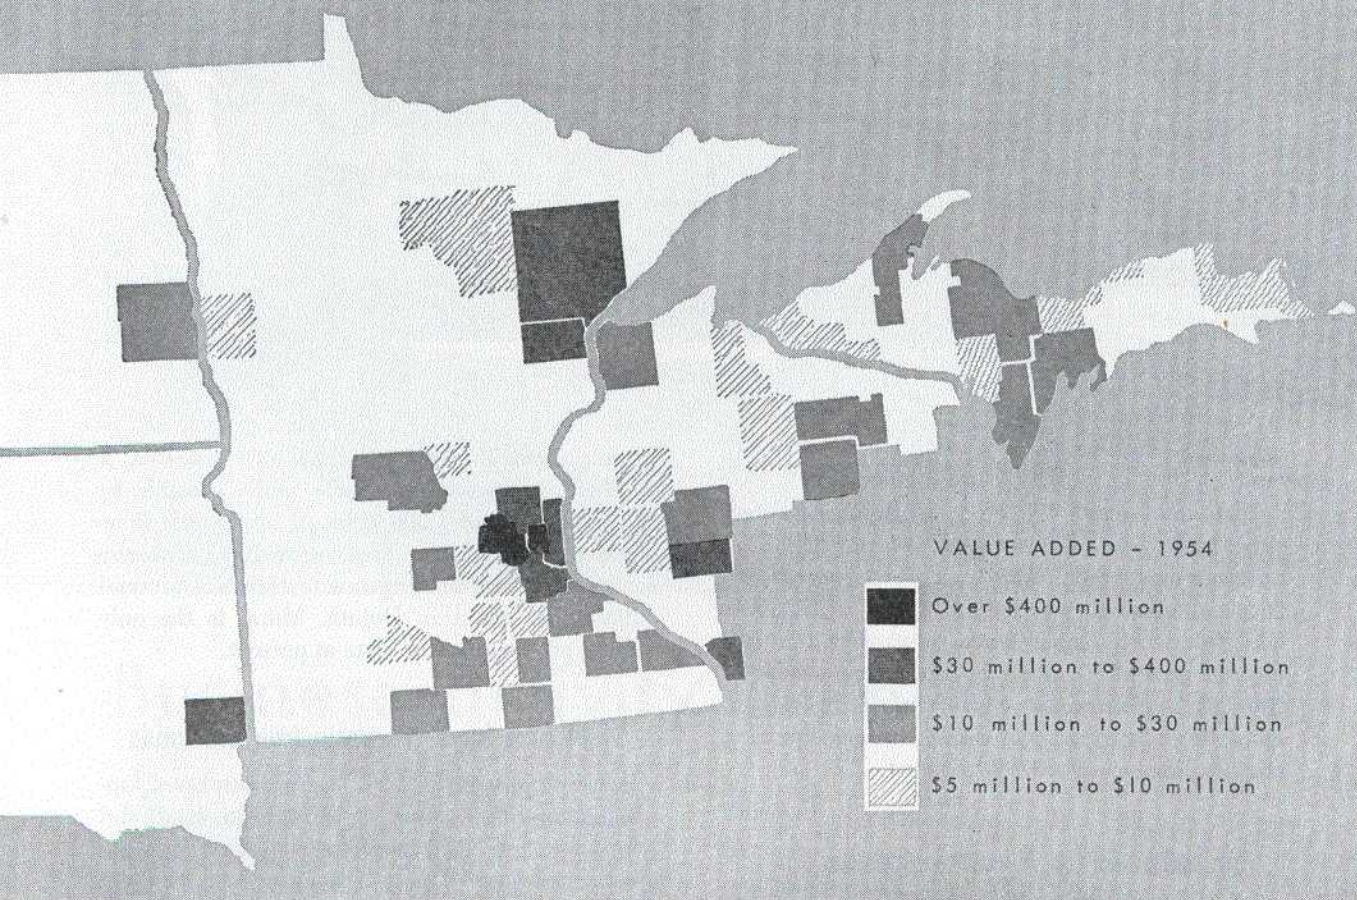 VALUE ADDED - 1954
Over $400 million
$30 million to $400 million
$10 million to $30 million
$5 million to $10 million